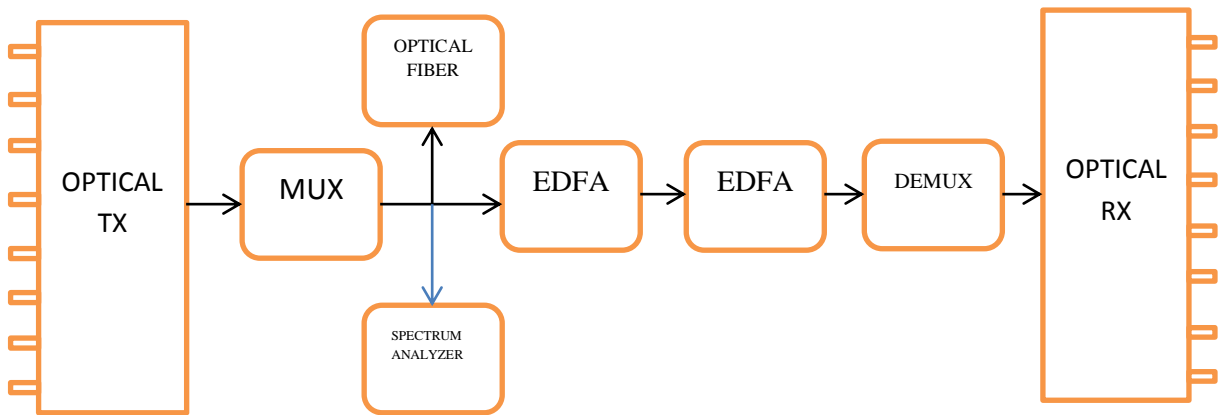 OPTICAL
TX
MUX
OPTICAL
FIBER
SPECTRUM
ANALYZER
EDFA
EDFA
DEMUX
OPTICAL
RX